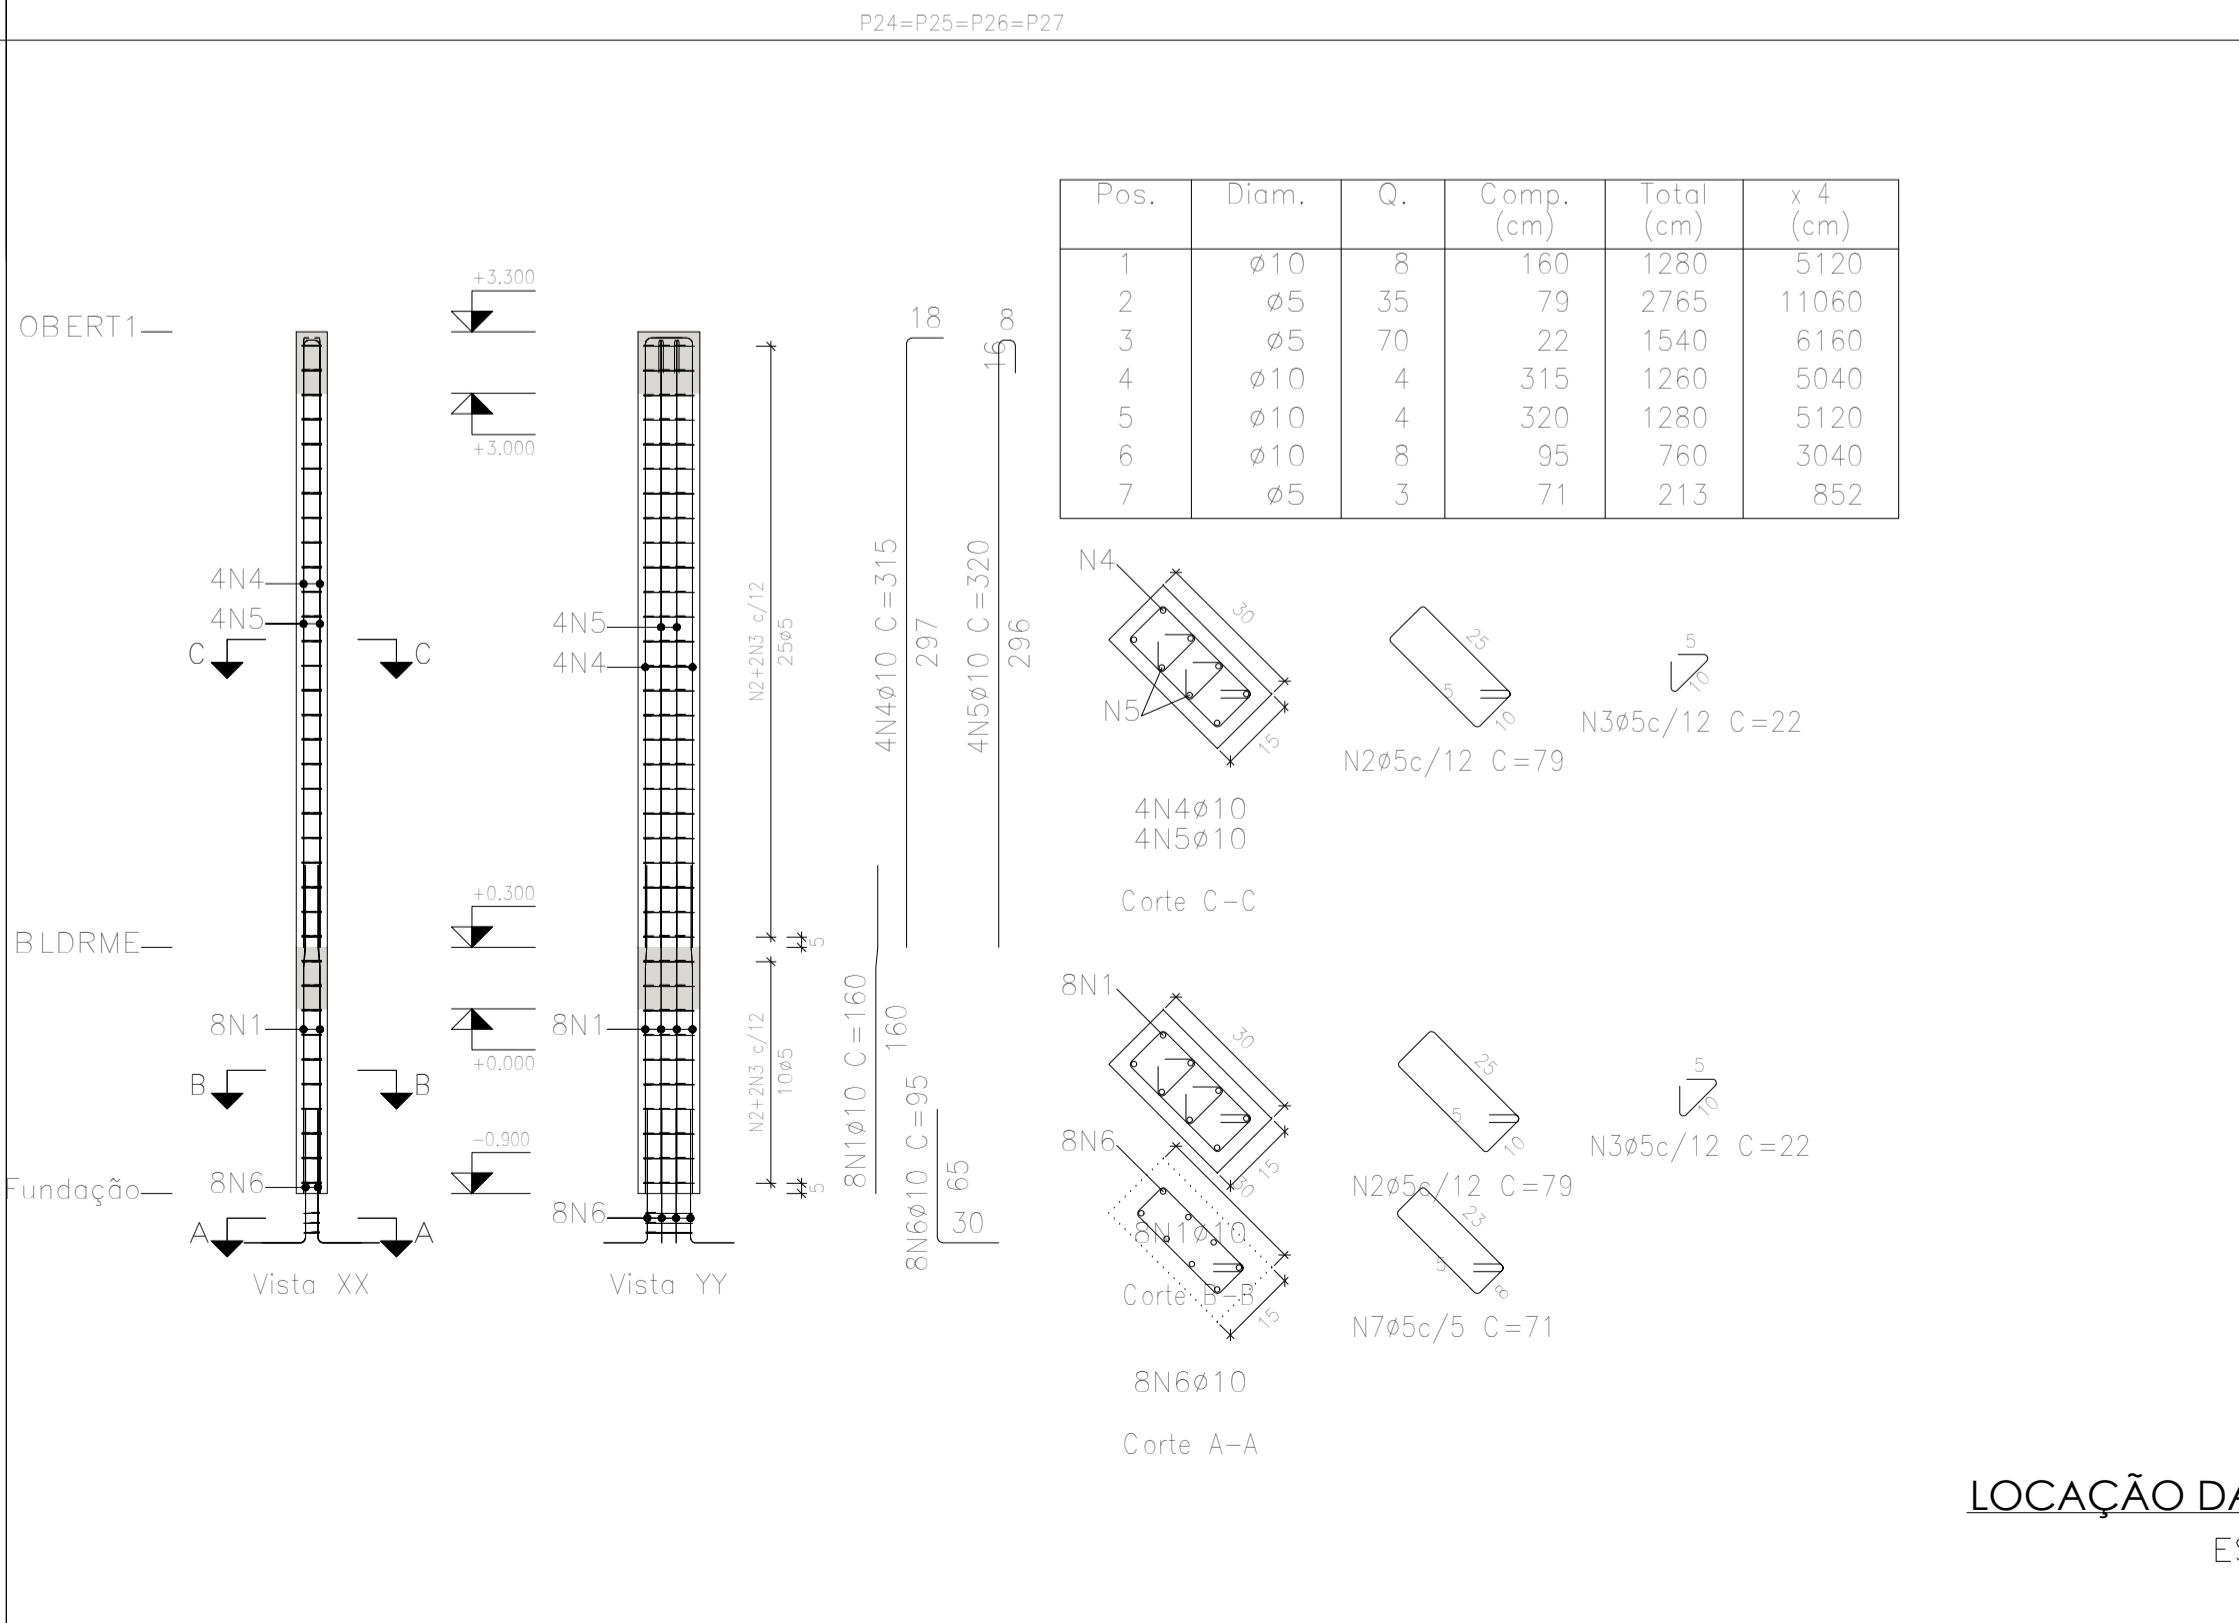 P24=P25=P26=P27
Pos. Diam. Q. Comp. (cm) Total (cm) x 4 (cm)
1 ø10 8 160 1280 5120
2 ø5 35 79 2765 11060
3 ø5 70 22 1540 6160
4 ø10 4 315 1260 5040
5 ø10 4 320 1280 5120
6 ø10 8 95 760 3040
7 ø5 3 71 213 852
OBERT1
BLDRME
Fundação
4N4
4N5
C C
8N1
B B
8N6
A A
Vista XX
+3.300
+3.000
+0.300
+0.000
-0.900
4N5
4N4
8N1
8N6
Vista YY
N2+2N3 c/12
25ø5
5
N2+2N3 c/12
10ø5
5
18
4N4ø10 C=315
297
8
16
4N5ø10 C=320
296
8N1ø10 C=160
160
8N6ø10 C=95
65
30
N4
N5
30
15
4N4ø10
4N5ø10
Corte C-C
25
5
10
N2ø5c/12 C=79
5
10
N3ø5c/12 C=22
8N1
30
15
8N1ø10
Corte B-B
25
5
10
N2ø5c/12 C=79
5
10
N3ø5c/12 C=22
8N6
30
15
8N6ø10
Corte A-A
23
5
8
N7ø5c/5 C=71
LOCAÇÃO DA
ES